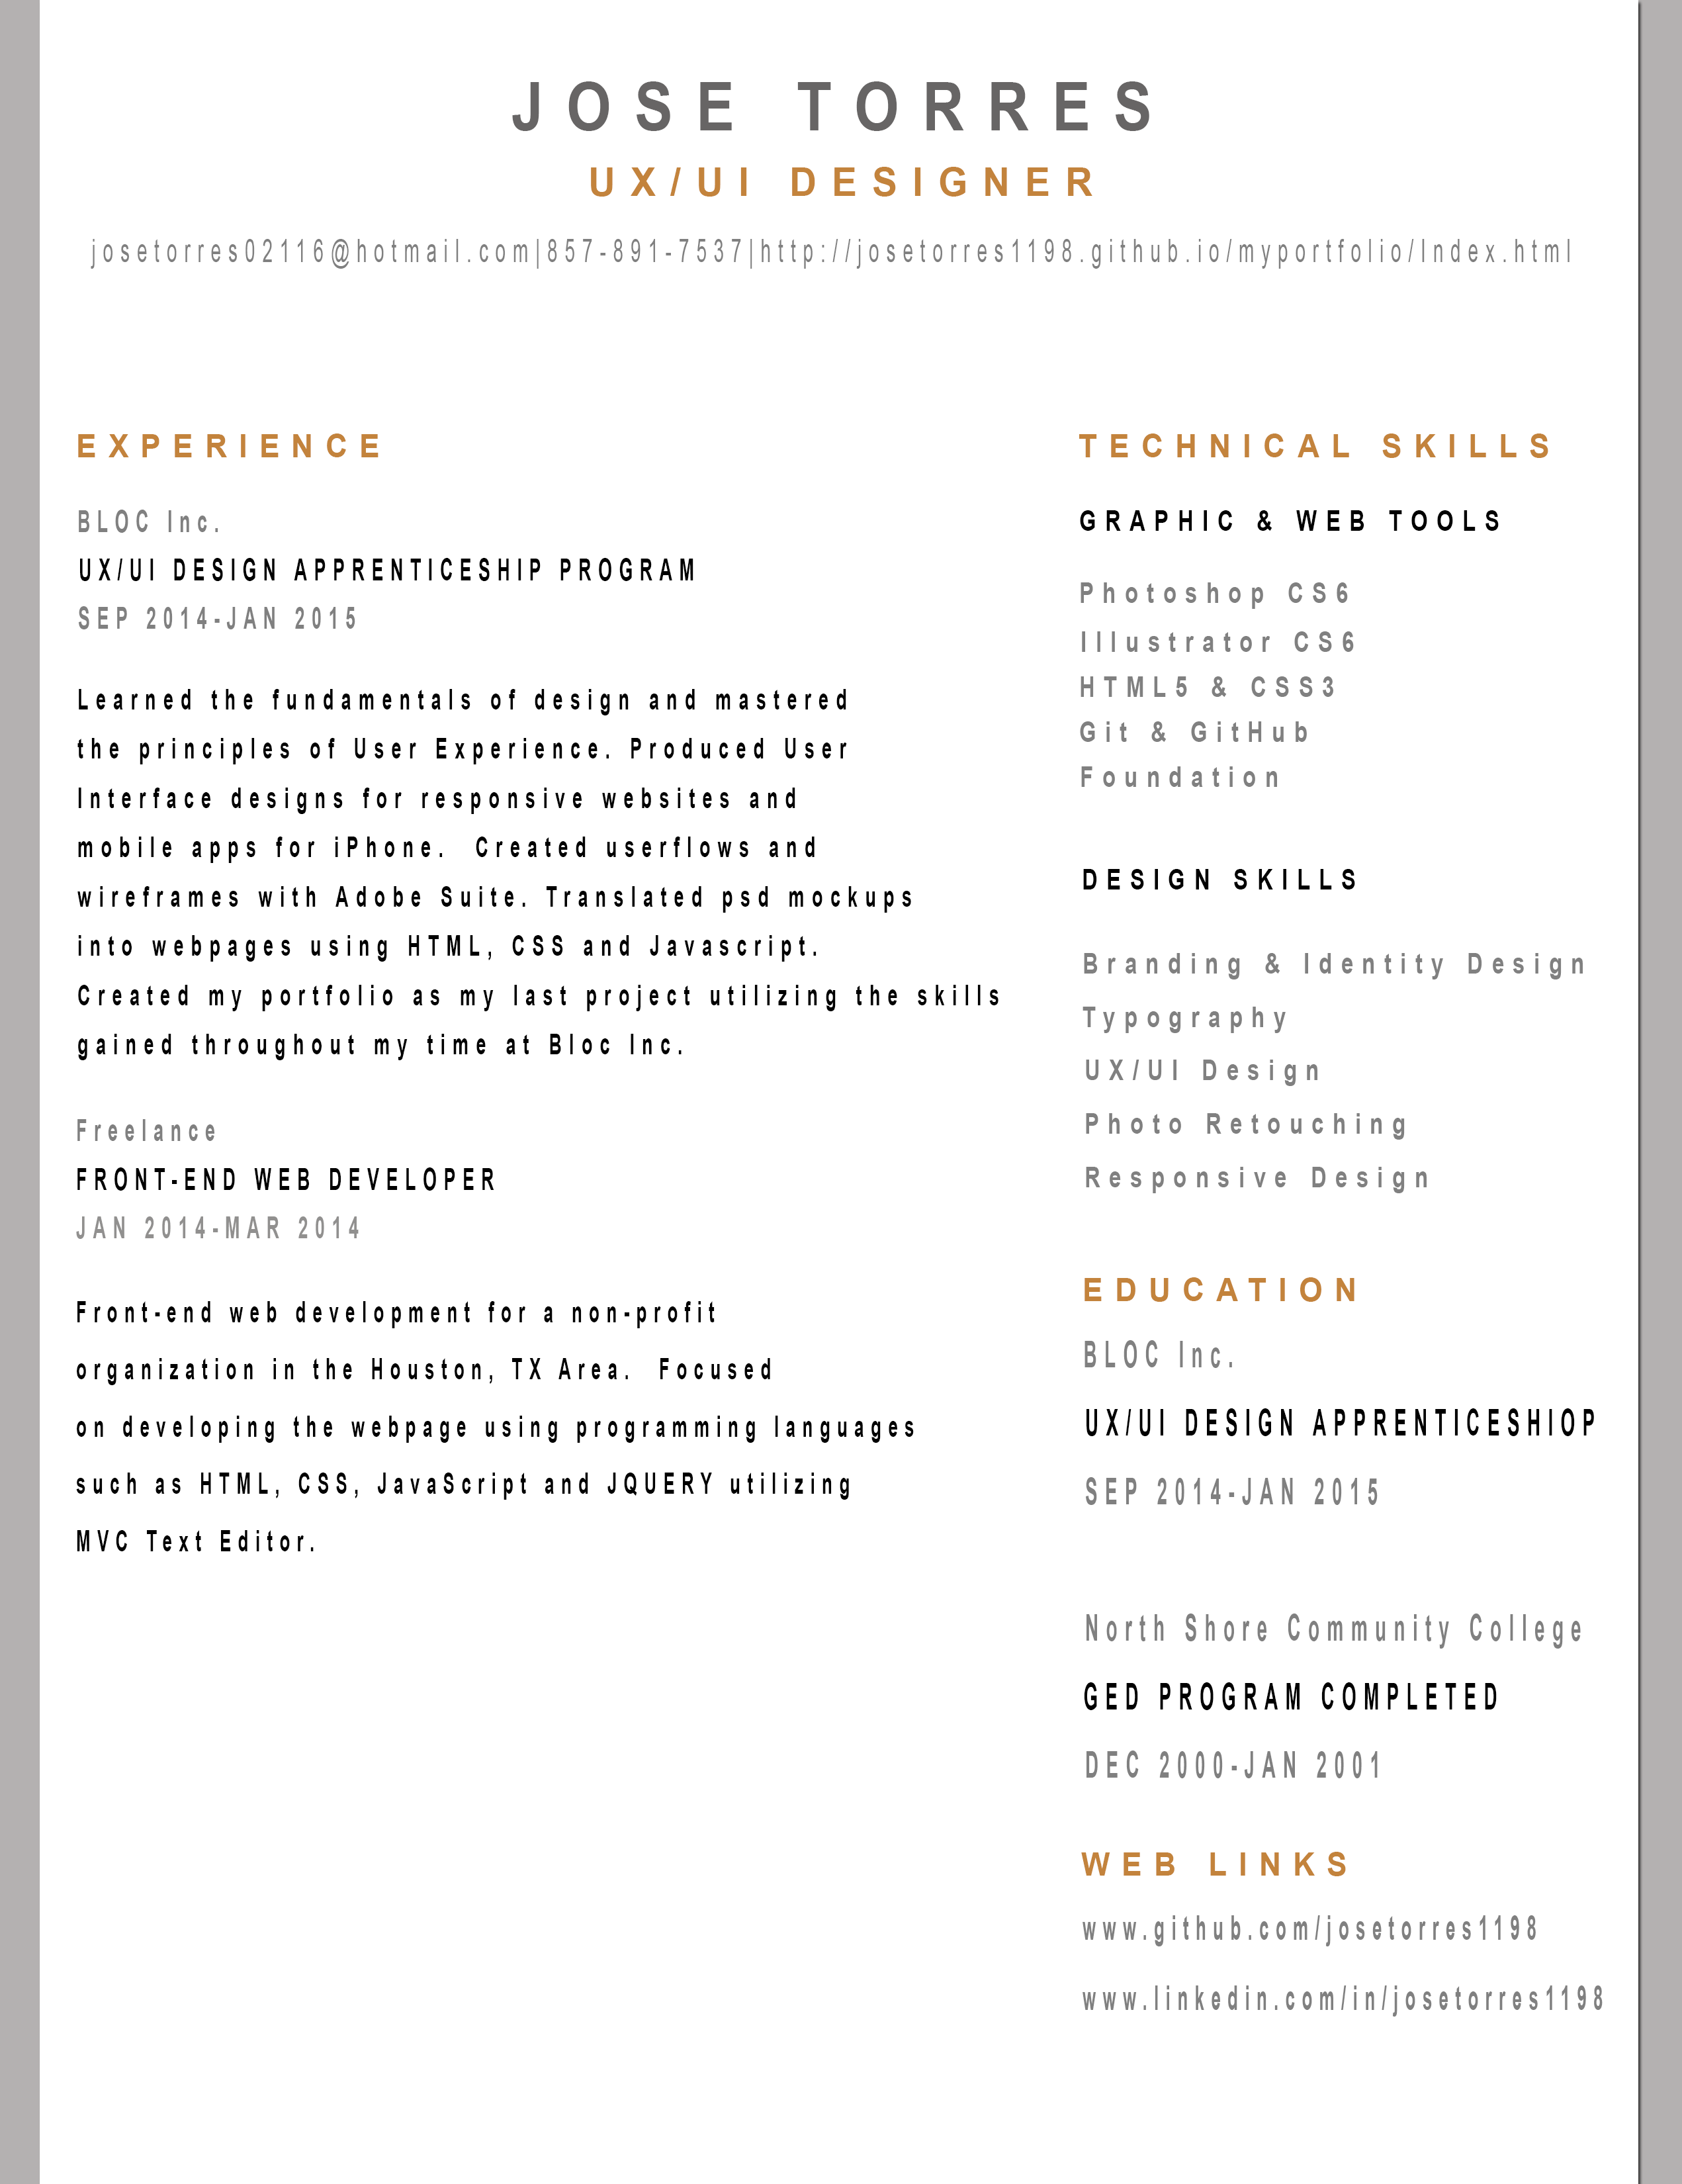 JOSE TORRES
UX/UI DESIGNER
josetorres02116@hotmail.com|857-891-7537|http://josetorres1198.github.io/myportfolio/Index.html
EXPERIENCE
BLOC Inc.
UX/UI DESIGN APPRENTICESHIP PROGRAM
SEP 2014-JAN 2015
Learned the fundamentals of design and mastered
the principles of User Experience. Produced User
Interface designs for responsive websites and
mobile apps for iPhone.  Created userflows and
wireframes with Adobe Suite. Translated psd mockups
into webpages using HTML, CSS and Javascript.
Created my portfolio as my last project utilizing the skills
gained throughout my time at Bloc Inc.
Freelance
FRONT-END WEB DEVELOPER
JAN 2014-MAR 2014
Front-end web development for a non-profit
organization in the Houston, TX Area.  Focused
on developing the webpage using programming languages
such as HTML, CSS, JavaScript and JQUERY utilizing
MVC Text Editor.
TECHNICAL SKILLS
GRAPHIC & WEB TOOLS
Photoshop CS6
Illustrator CS6
HTML5 & CSS3
Git & GitHub
Foundation
DESIGN SKILLS
Branding & Identity Design
Typography
UX/UI Design
Photo Retouching
Responsive Design
EDUCATION
BLOC Inc.
UX/UI DESIGN APPRENTICESHIOP
SEP 2014-JAN 2015
North Shore Community College
GED PROGRAM COMPLETED
DEC 2000-JAN 2001
WEB LINKS
www.github.com/josetorres1198
www.linkedin.com/in/josetorres1198